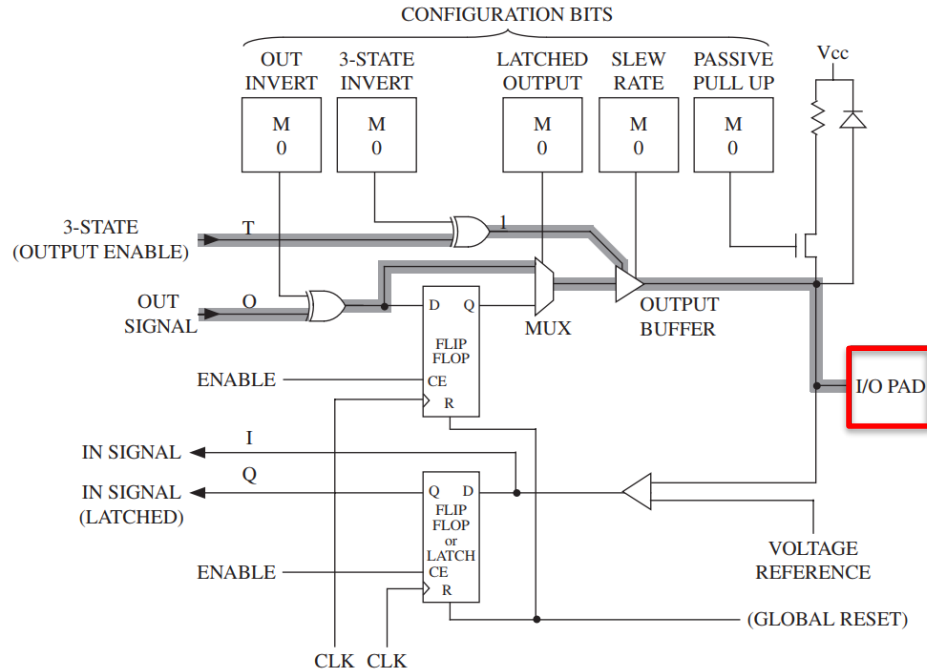 CONFIGURATION BITS
OUT
INVERT
3-STATE
INVERT
LATCHED
OUTPUT
SLEW
RATE
PASSIVE
PULL UP
Vcc
M
0
M
0
M
0
M
0
M
0
3-STATE
(OUTPUT ENABLE)
T
1
OUT
SIGNAL
O
D
Q
MUX
OUTPUT
BUFFER
FLIP
FLOP
ENABLE
CE
R
I/O PAD
IN SIGNAL
I
IN SIGNAL
(LATCHED)
Q
Q
D
FLIP
FLOP
or
LATCH
ENABLE
CE
R
VOLTAGE
REFERENCE
(GLOBAL RESET)
CLK
CLK